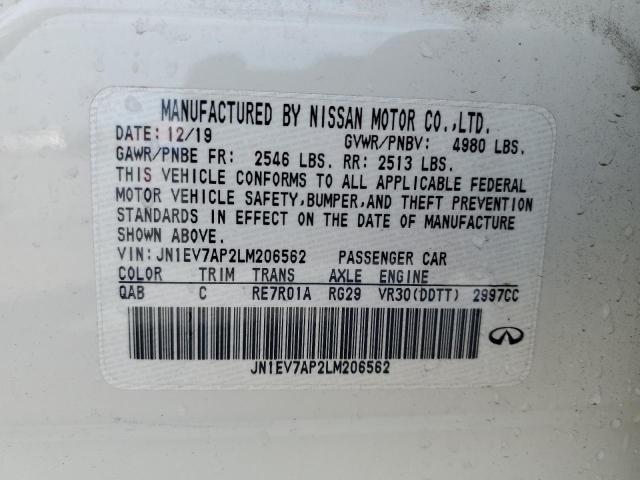 MANUFACTURED BY NISSAN MOTOR CO.,LTD.
DATE: 12/19 GVWR/PNBV: 4980 LBS.
GAWR/PNBE FR: 2546 LBS. RR: 2513 LBS.
THIS VEHICLE CONFORMS TO ALL APPLICABLE FEDERAL
MOTOR VEHICLE SAFETY,BUMPER,AND THEFT PREVENTION
STANDARDS IN EFFECT ON THE DATE OF MANUFACTURE
SHOWN ABOVE.
VIN: JN1EV7AP2LM206562 PASSENGER CAR
COLOR TRIM TRANS AXLE ENGINE
QAB C RE7R01A RG29 VR30(DDTT) 2997CC
JN1EV7AP2LM206562